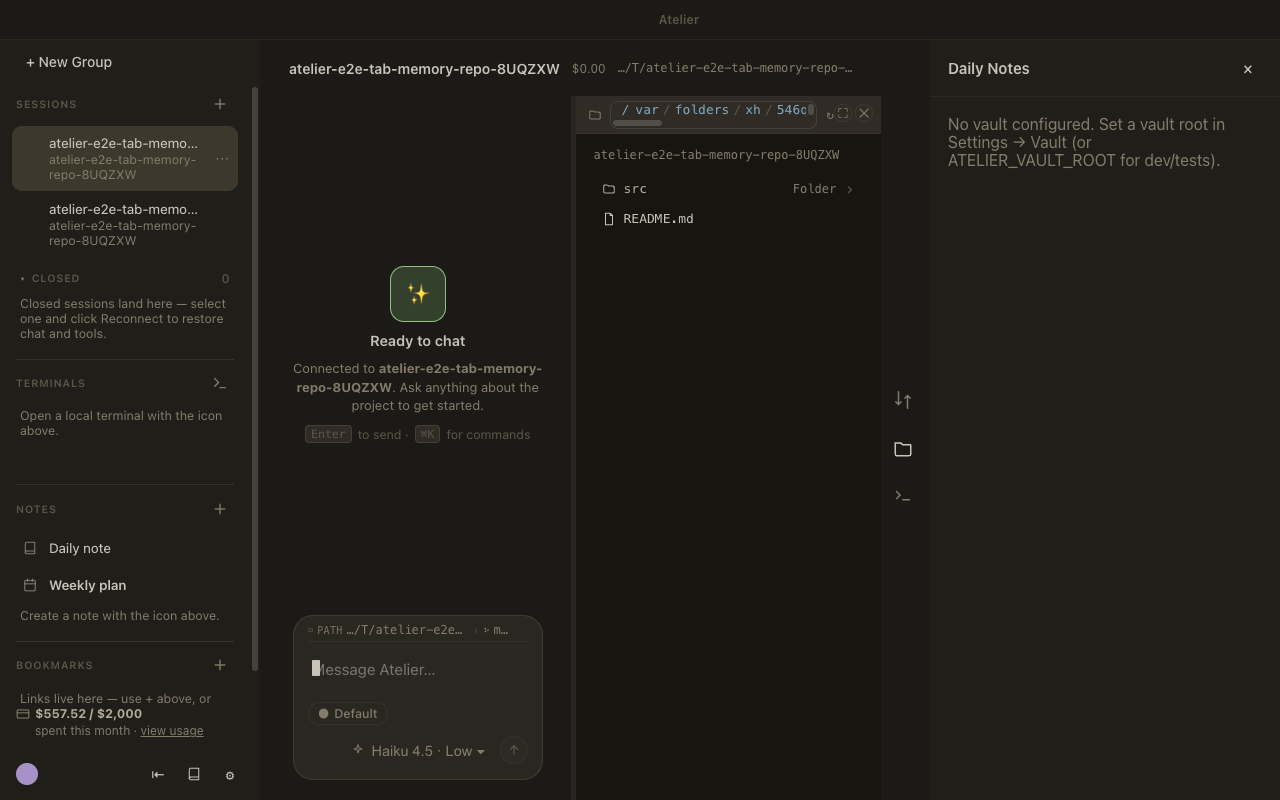 Atelier
+ New Group
SESSIONS
atelier-e2e-tab-memo...
atelier-e2e-tab-memory-
repo-8UQZXW
atelier-e2e-tab-memo...
atelier-e2e-tab-memory-
repo-8UQZXW
CLOSED 0
Closed sessions land here — select
one and click Reconnect to restore
chat and tools.
TERMINALS
Open a local terminal with the icon
above.
NOTES
Daily note
Weekly plan
Create a note with the icon above.
BOOKMARKS
Links live here — use + above, or
$557.52 / $2,000
spent this month · view usage
atelier-e2e-tab-memory-repo-8UQZXW $0.00 …/T/atelier-e2e-tab-memory-repo-…
Ready to chat
Connected to atelier-e2e-tab-memory-
repo-8UQZXW. Ask anything about the
project to get started.
Enter to send · ⌘K for commands
PATH …/T/atelier-e2e… › m…
Message Atelier...
Default
Haiku 4.5 · Low
/ var / folders / xh / 546
atelier-e2e-tab-memory-repo-8UQZXW
src Folder
README.md
Daily Notes
No vault configured. Set a vault root in
Settings → Vault (or
ATELIER_VAULT_ROOT for dev/tests).